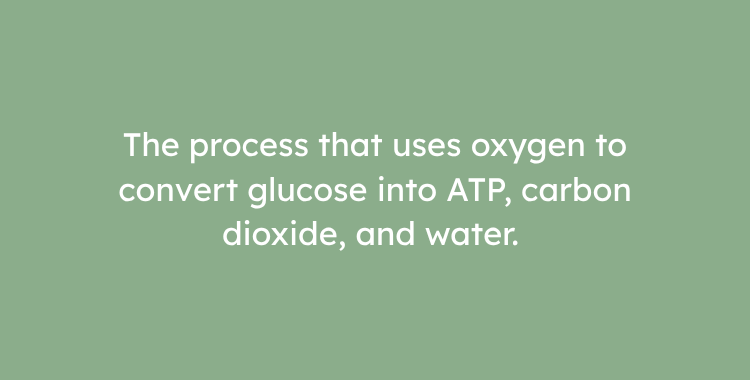 The process that uses oxygen to
convert glucose into ATP, carbon
dioxide, and water.